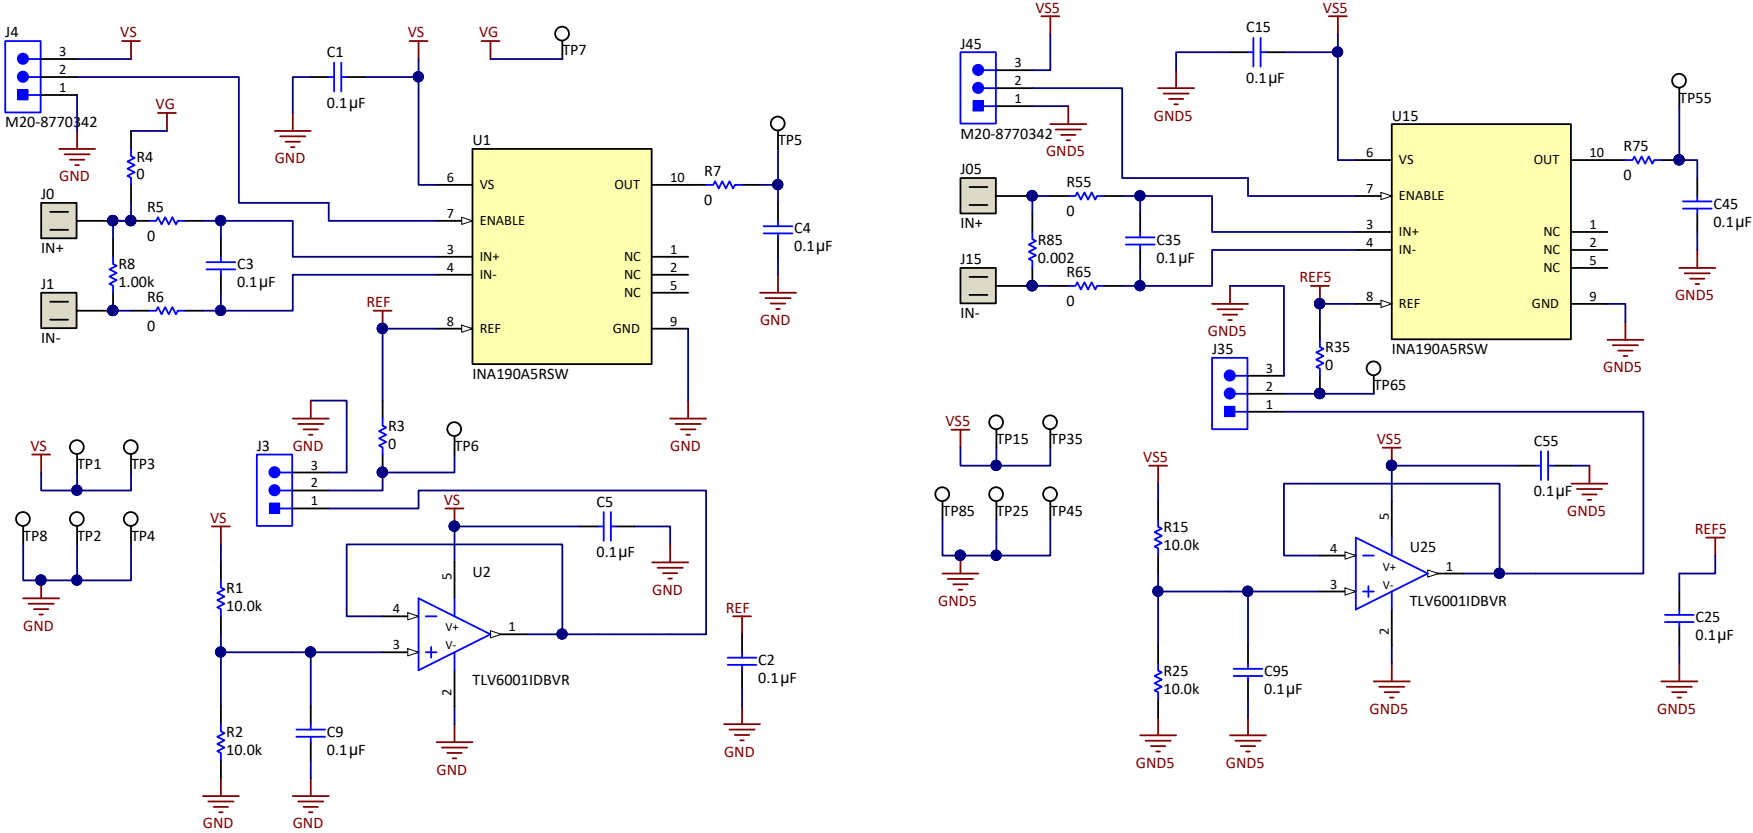 J4
3
2
1
M20-8770342
VS
GND
VG
R4
0
J0
IN+
J1
IN-
R5
0
R8
1.00k
R6
0
C3
0.1µF
C1
0.1µF
GND
VS
VG
TP7
U1
6
VS
7
ENABLE
3
IN+
4
IN-
8
REF
OUT
10
NC
1
NC
2
NC
5
GND
9
INA190A5RSW
R7
0
TP5
C4
0.1µF
GND
GND
REF
R3
0
TP6
GND
J3
3
2
1
VS
TP1
TP3
TP8
TP2
TP4
GND
VS
R1
10.0k
R2
10.0k
GND
C9
0.1µF
GND
VS
C5
0.1µF
GND
U2
5
4
3
V+
V-
1
2
TLV6001IDBVR
GND
REF
C2
0.1µF
GND
J45
3
2
1
M20-8770342
VS5
GND5
C15
0.1µF
GND5
VS5
J05
IN+
J15
IN-
R55
0
R85
0.002
R65
0
C35
0.1µF
U15
6
VS
7
ENABLE
3
IN+
4
IN-
8
REF
OUT
10
NC
1
NC
2
NC
5
GND
9
INA190A5RSW
R75
0
TP55
C45
0.1µF
GND5
GND5
REF5
R35
0
TP65
GND5
J35
3
2
1
VS5
TP15
TP35
TP85
TP25
TP45
GND5
VS5
R15
10.0k
R25
10.0k
GND5
C95
0.1µF
GND5
VS5
C55
0.1µF
GND5
U25
5
4
3
V+
V-
1
2
TLV6001IDBVR
GND5
REF5
C25
0.1µF
GND5